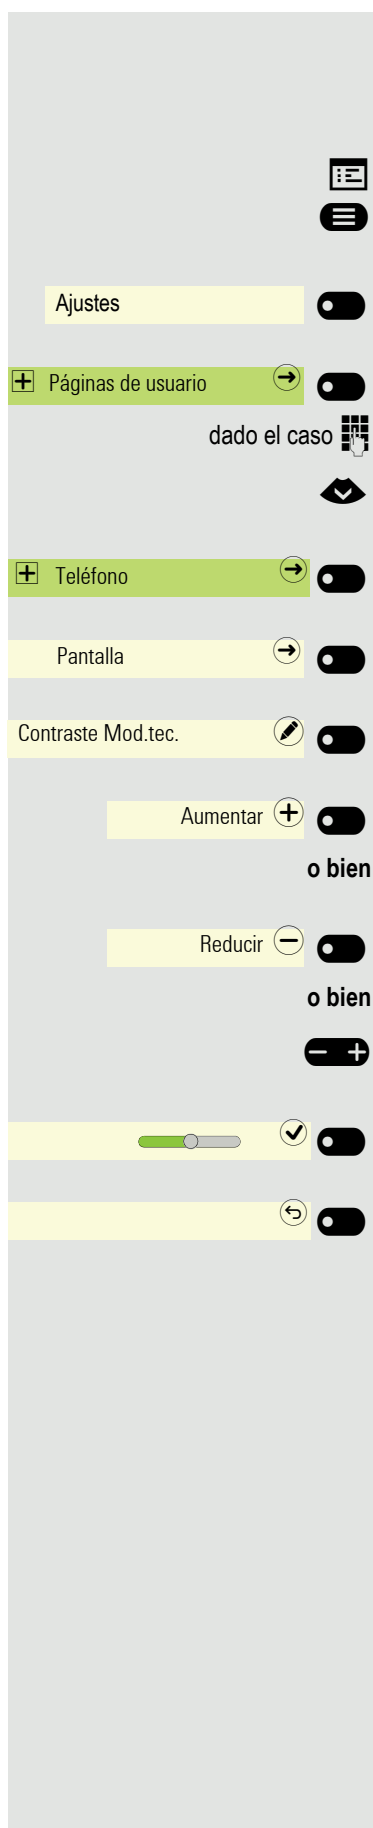 Ajustes
Páginas de usuario
dado el caso
Teléfono
Pantalla
Contraste Mod.tec.
Aumentar
o bien
Reducir
o bien